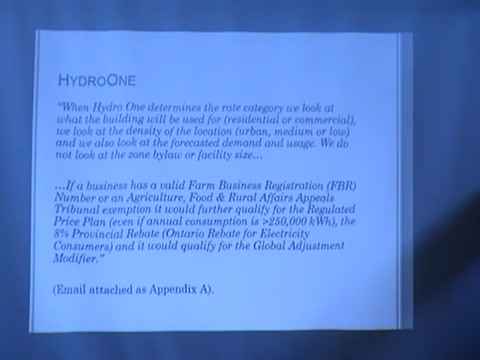 HYDROONE
"When Hydro One determines the rate category we look at
what the building will be used for (residential or commercial),
we look at the density of the location (urban, medium or low)
and we also look at the forecasted demand and usage. We do
not look at the zone bylaw or facility size...
...If a business has a valid Farm Business Registration (FBR)
Number or an Agriculture, Food & Rural Affairs Appeals
Tribunal exemption it would further qualify for the Regulated
Price Plan (even if annual consumption is >250,000 kWh), the
8% Provincial Rebate (Ontario Rebate for Electricity
Consumers) and it would qualify for the Global Adjustment
Modifier."
(Email attached as Appendix A).